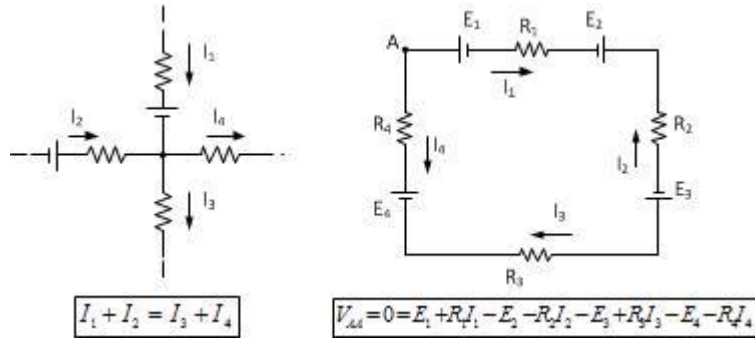 I₁
I₂
I₄
I₃
E₁
R₁
E₂
A
I₁
R₄
I₄
R₂
I₂
E₄
E₃
I₃
R₃
I₁ + I₂ = I₃ + I₄
V_AA = 0 = E₁ + R₁I₁ − E₂ − R₂I₂ − E₃ + R₃I₃ − E₄ − R₄I₄